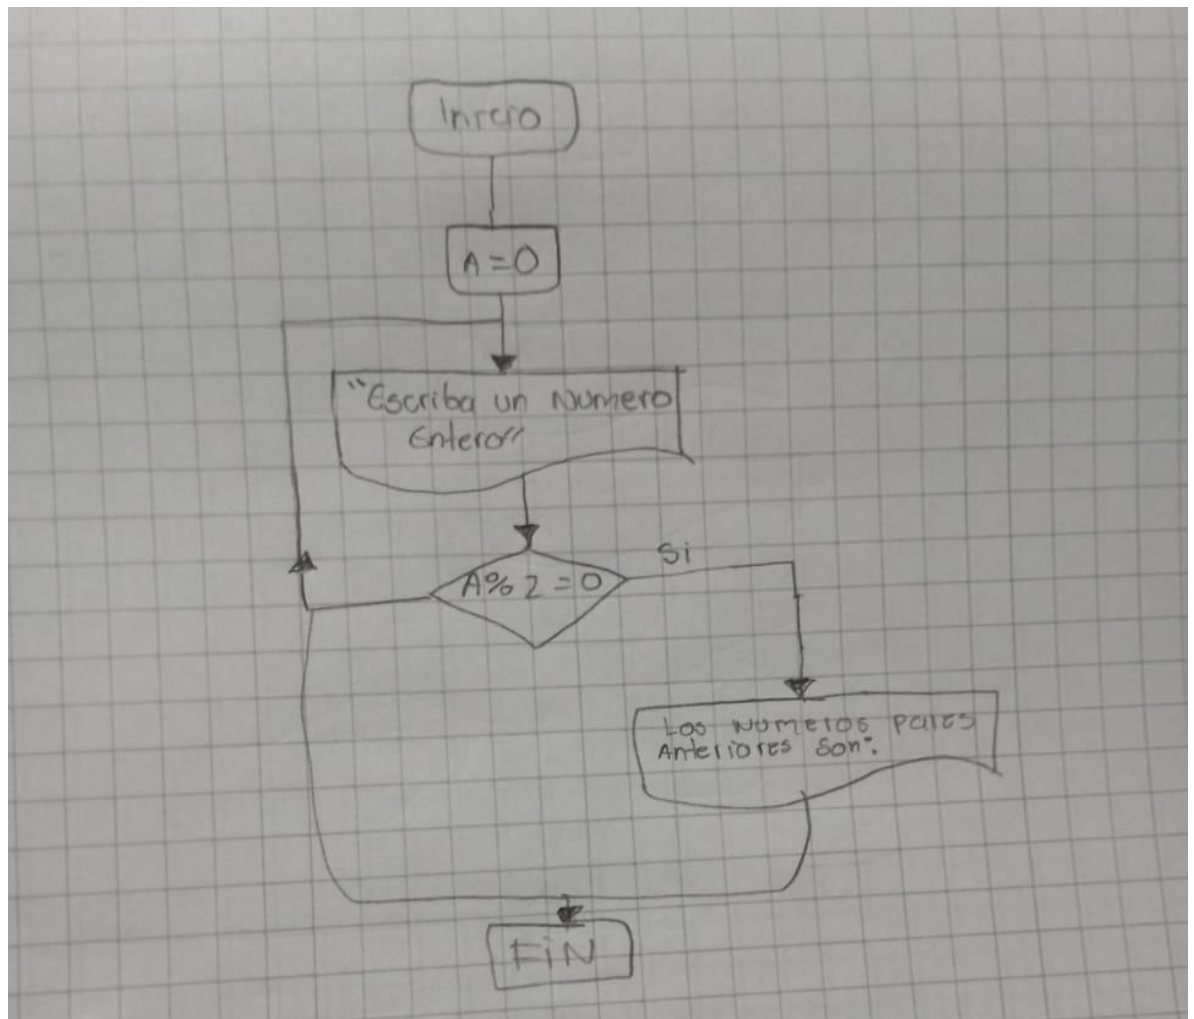 Inicio
A = 0
"Escriba un Numero
Entero"
A % 2 = 0
Si
Los Numeros pares
Anteriores Son:
FiN